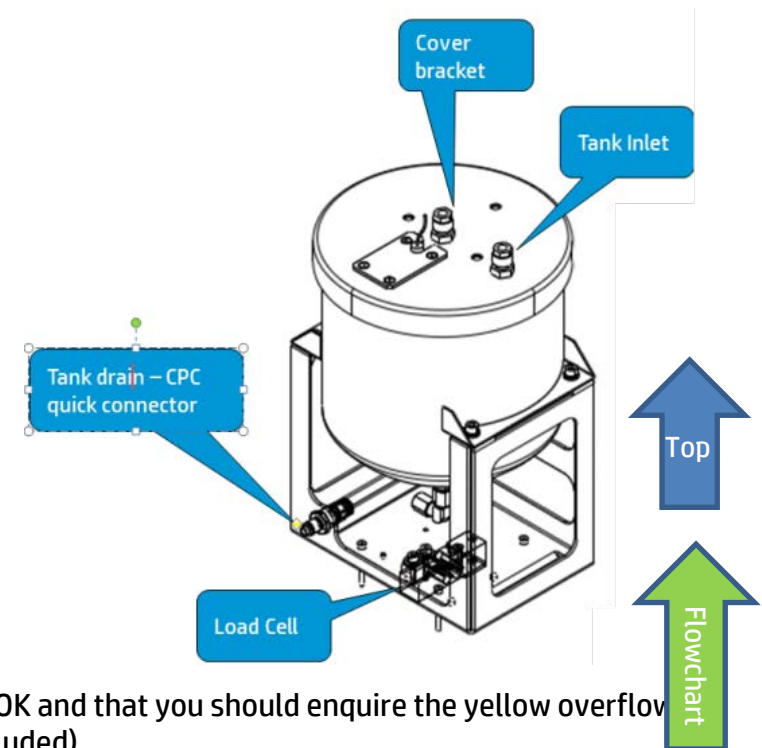 Cover
bracket
Tank Inlet
Tank drain – CPC
quick connector
Top
Load Cell
Flowchart
OK and that you should enquire the yellow overflow
uded)